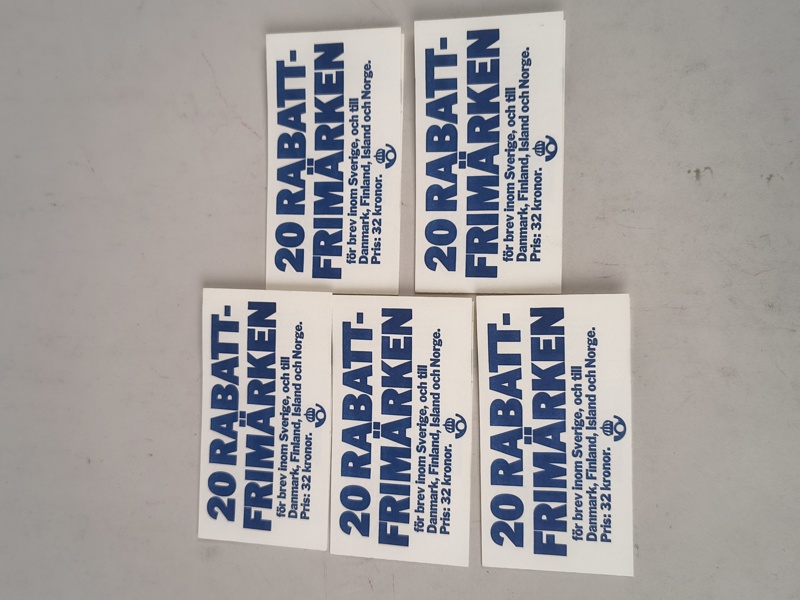 20 RABATT-
FRIMÄRKEN
för brev inom Sverige, och till
Danmark, Finland, Island och Norge.
Pris: 32 kronor.
20 RABATT-
FRIMÄRKEN
för brev inom Sverige, och till
Danmark, Finland, Island och Norge.
Pris: 32 kronor.
20 RABATT-
FRIMÄRKEN
för brev inom Sverige, och till
Danmark, Finland, Island och Norge.
Pris: 32 kronor.
20 RABATT-
FRIMÄRKEN
för brev inom Sverige, och till
Danmark, Finland, Island och Norge.
Pris: 32 kronor.
20 RABATT-
FRIMÄRKEN
för brev inom Sverige, och till
Danmark, Finland, Island och Norge.
Pris: 32 kronor.